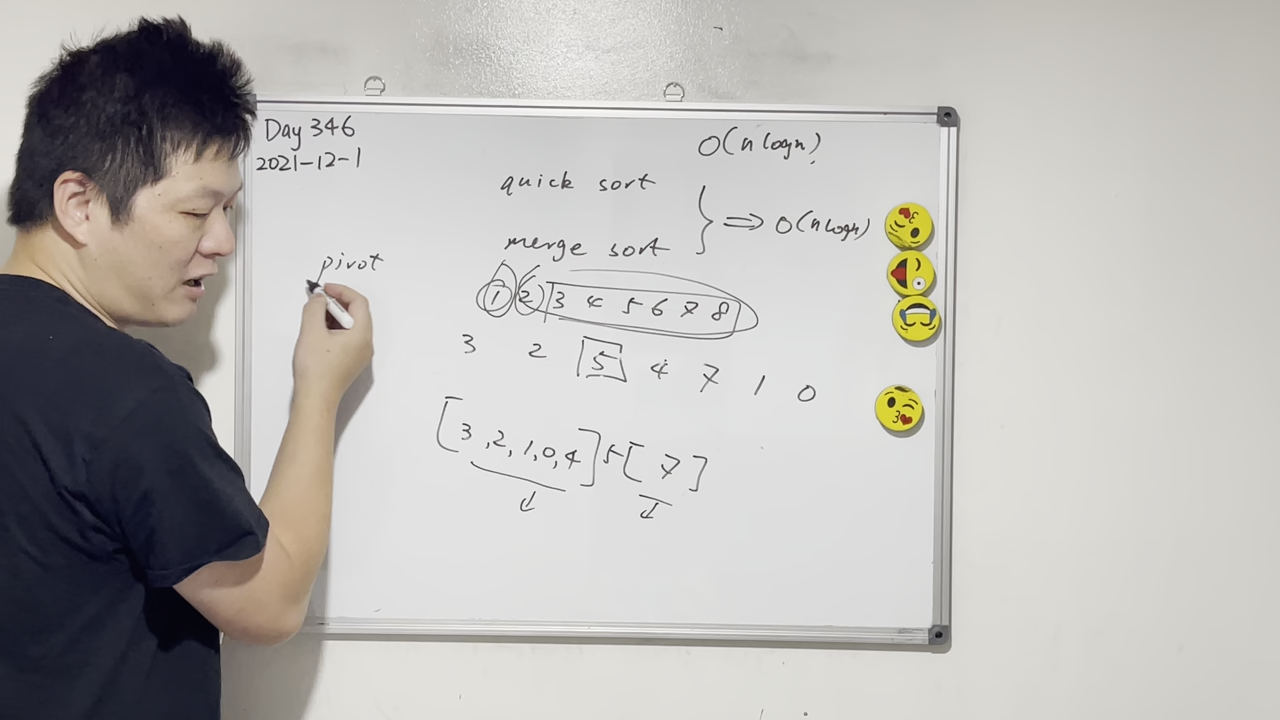 Day 346
2021-12-1
O(n logn)
quick sort
merge sort
} ⇒ O(n logn)
pivot
1 2 3 4 5 6 7 8
3 2 5 4 7 1 0
[3,2,1,0,4] 5 [7]